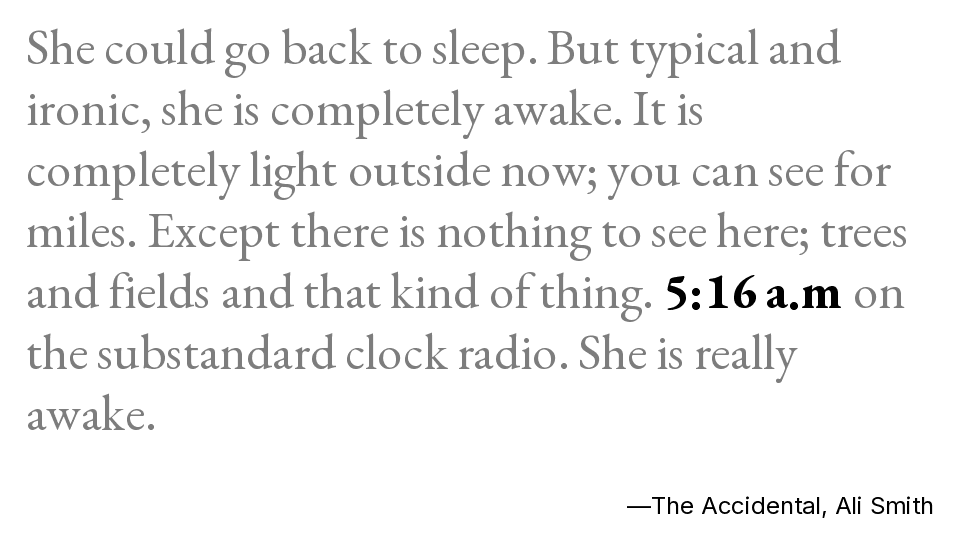 She could go back to sleep. But typical and
ironic, she is completely awake. It is
completely light outside now; you can see for
miles. Except there is nothing to see here; trees
and fields and that kind of thing. 5:16 a.m on
the substandard clock radio. She is really
awake.
—The Accidental, Ali Smith